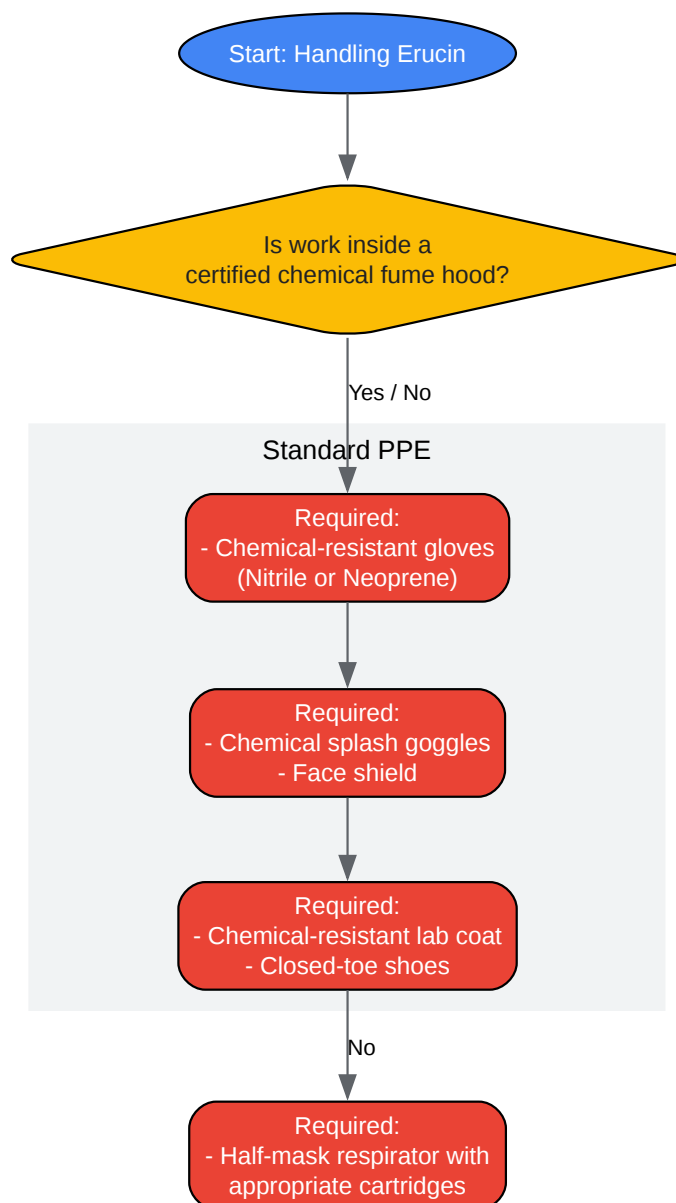 Start: Handling Erucin
Is work inside a
certified chemical fume hood?
Yes / No
Standard PPE
Required:
- Chemical-resistant gloves
(Nitrile or Neoprene)
Required:
- Chemical splash goggles
- Face shield
Required:
- Chemical-resistant lab coat
- Closed-toe shoes
No
Required:
- Half-mask respirator with
appropriate cartridges